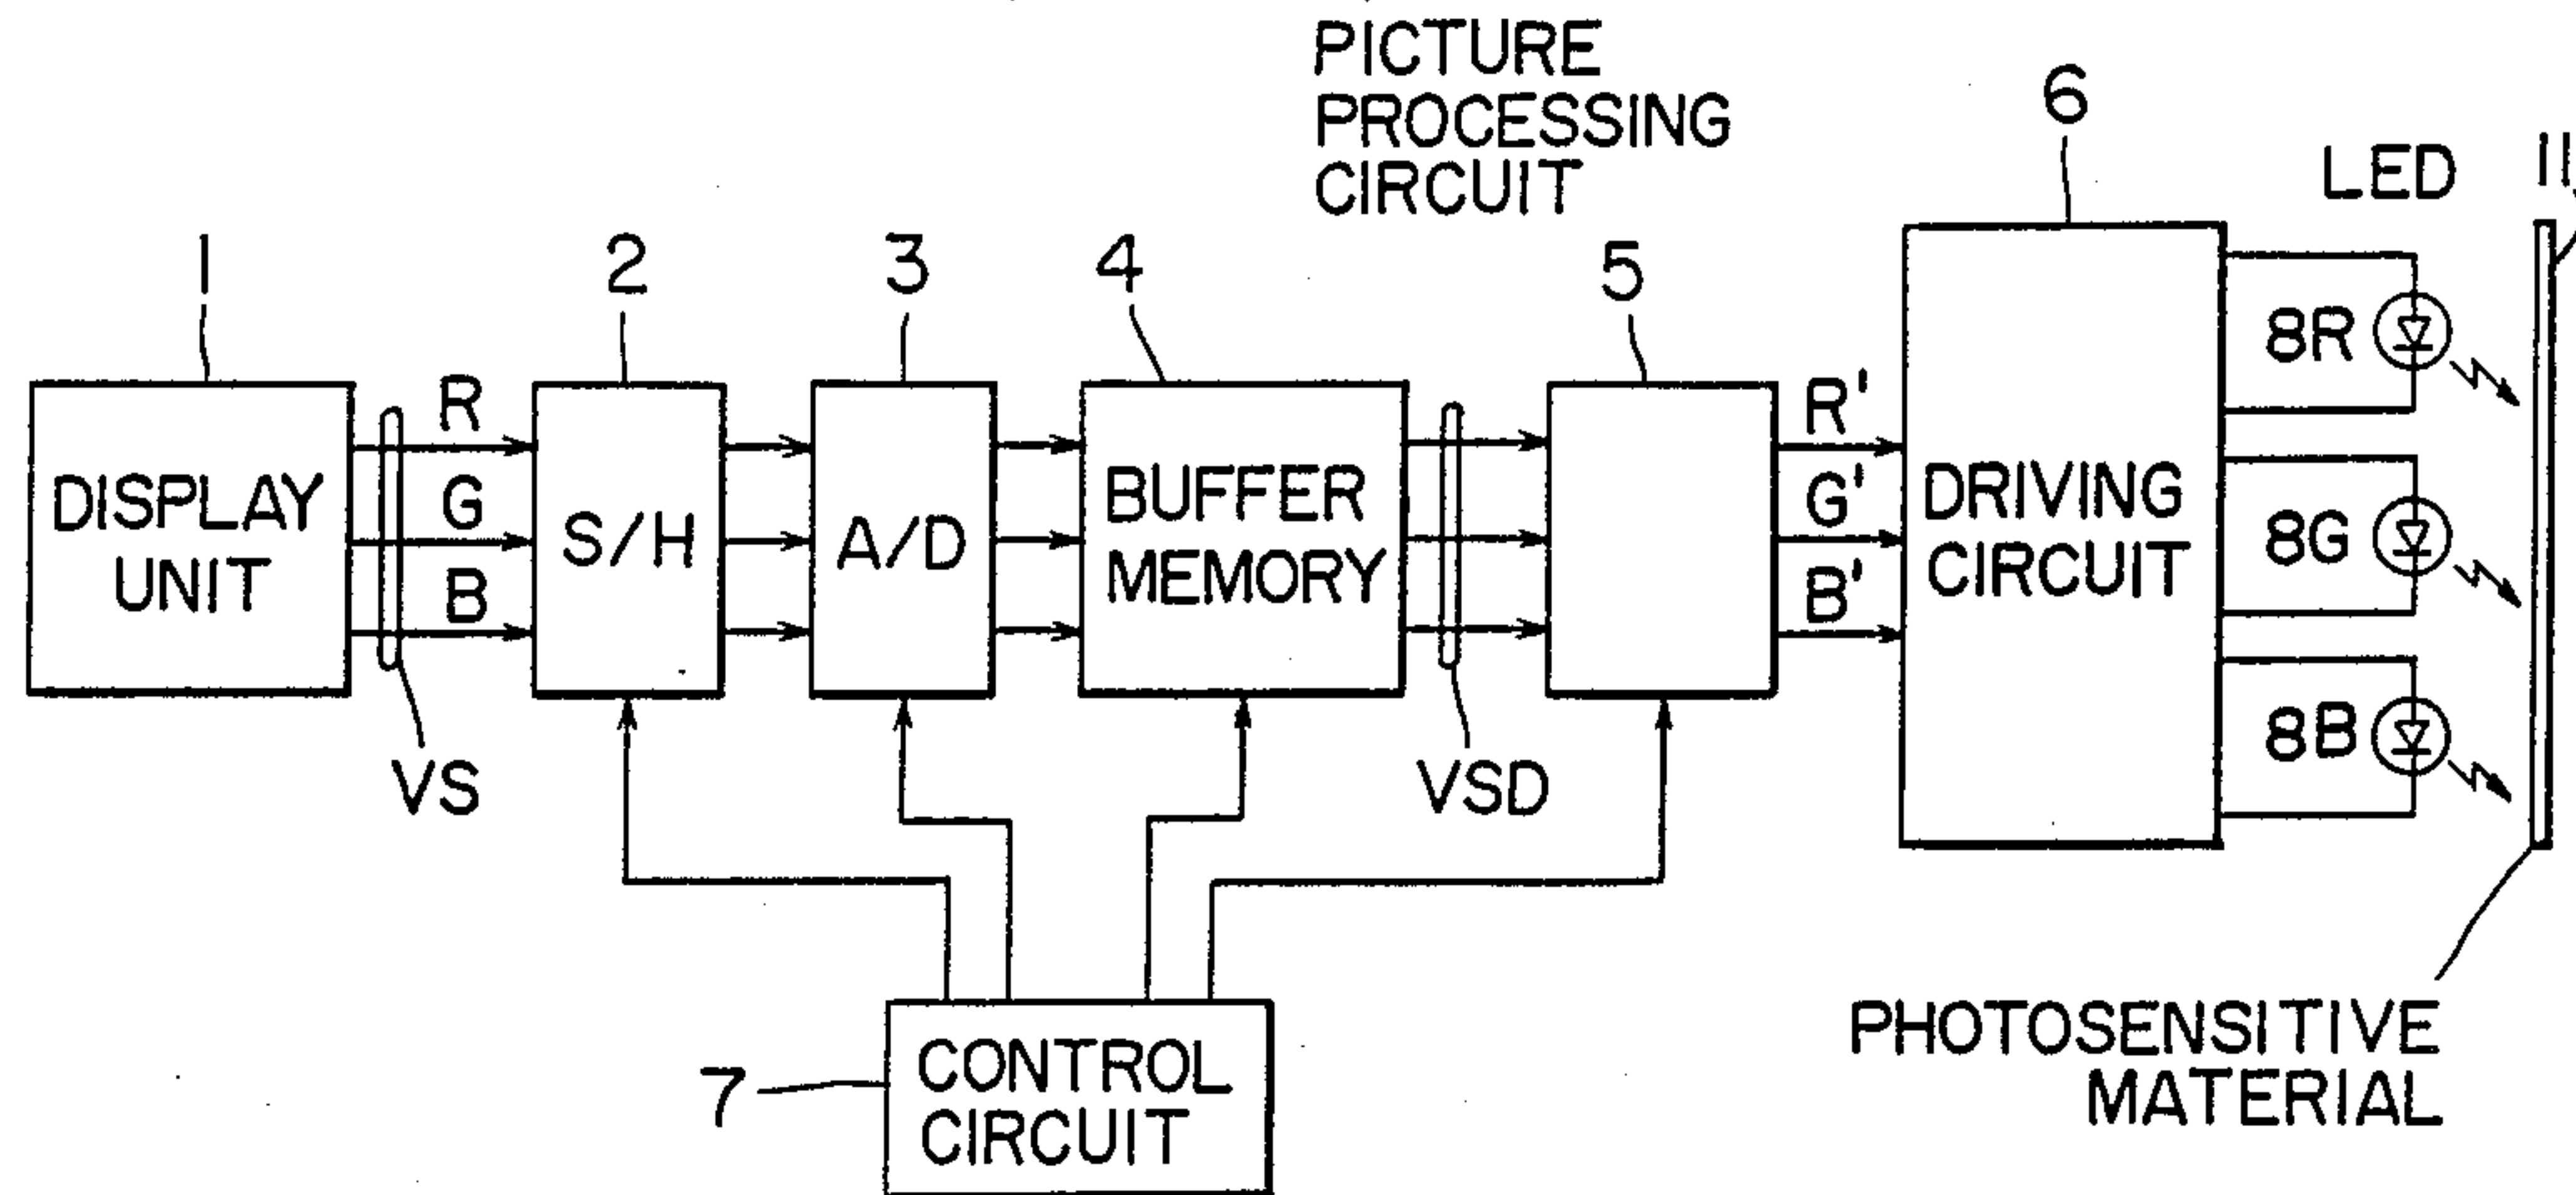 PICTURE
PROCESSING
CIRCUIT
6
LED
11
1
2
3
4
5
8R
R
R'
DISPLAY
UNIT
G
S/H
A/D
BUFFER
MEMORY
G'
DRIVING
CIRCUIT
8G
B
B'
8B
VS
VSD
PHOTOSENSITIVE
MATERIAL
7
CONTROL
CIRCUIT